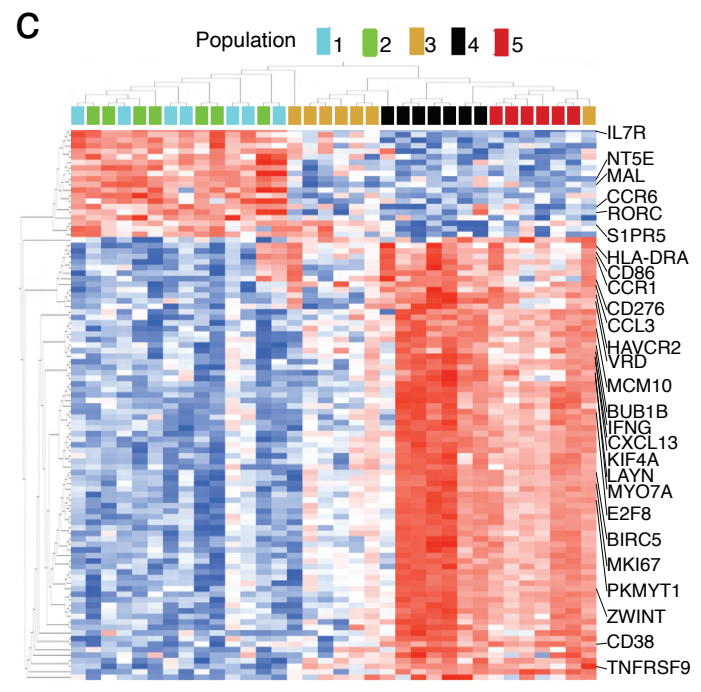 C
Population 1 2 3 4 5
IL7R
NT5E
MAL
CCR6
RORC
S1PR5
HLA-DRA
CD86
CCR1
CD276
CCL3
HAVCR2
VRD
MCM10
BUB1B
IFNG
CXCL13
KIF4A
LAYN
MYO7A
E2F8
BIRC5
MKI67
PKMYT1
ZWINT
CD38
TNFRSF9